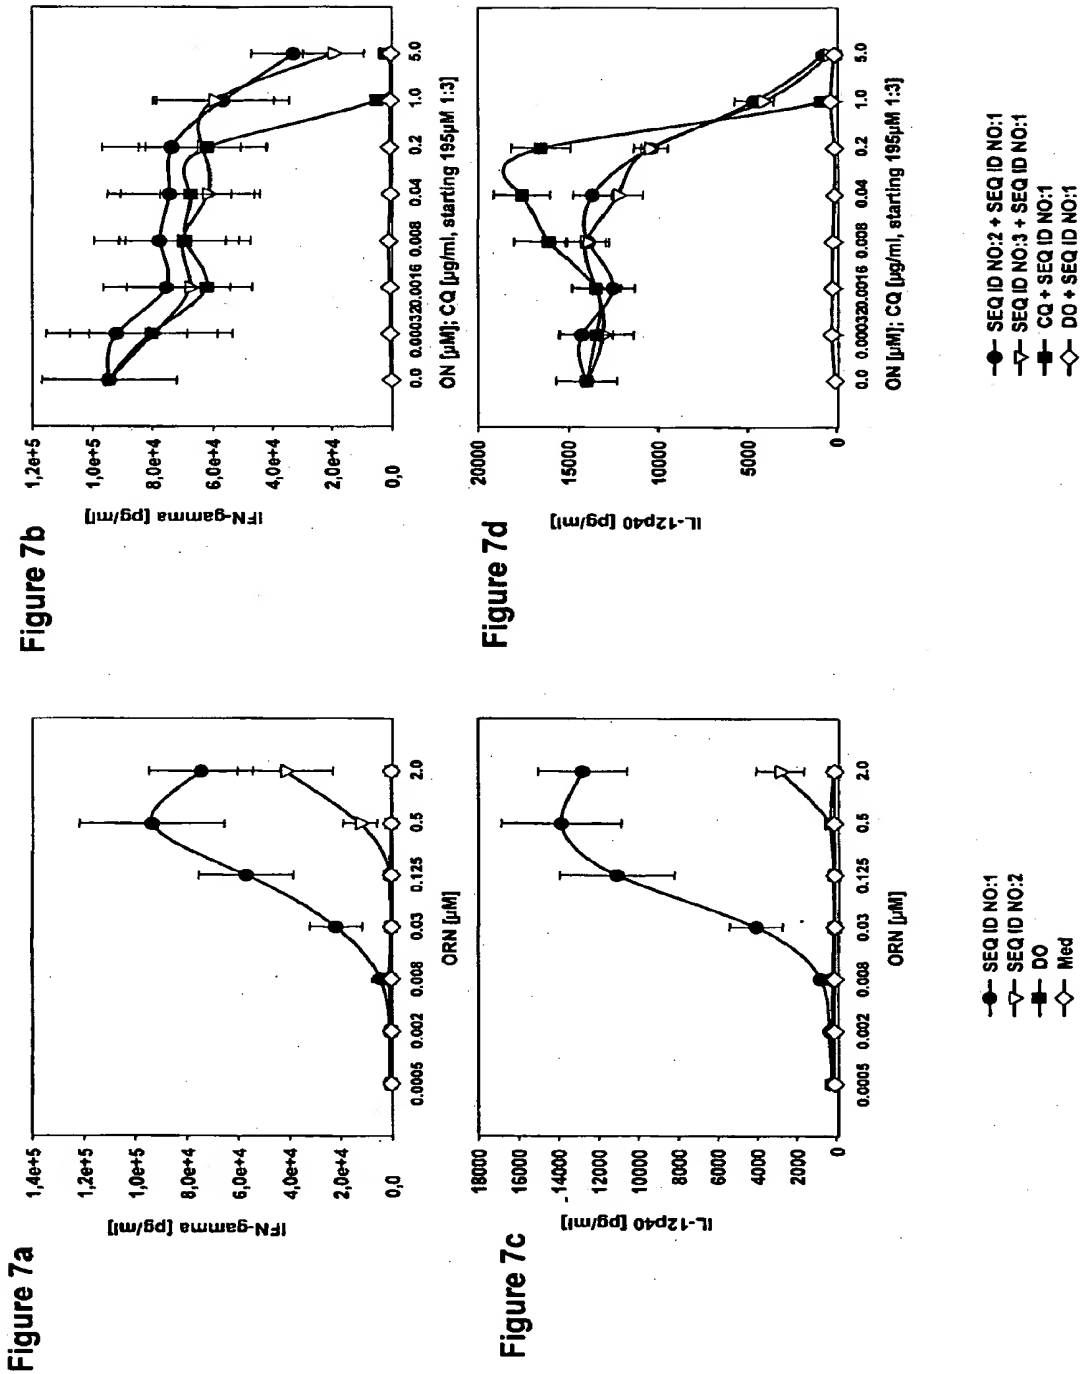 Figure 7a
1,4e+5
1,2e+5
1,0e+5
8,0e+4
6,0e+4
4,0e+4
2,0e+4
0,0
IFN-gamma [pg/ml]
0.0005 0.002 0.008 0.03 0.125 0.5 2.0
ORN [µM]
Figure 7b
1,2e+5
1,0e+5
8,0e+4
6,0e+4
4,0e+4
2,0e+4
0,0
IFN-gamma [pg/ml]
0.0 0.00032 0.0016 0.008 0.04 0.2 1.0 5.0
ON [µM]; CQ [µg/ml, starting 195µM 1:3]
Figure 7c
18000
16000
14000
12000
10000
8000
6000
4000
2000
0
IL-12p40 [pg/ml]
0.0005 0.002 0.008 0.03 0.125 0.5 2.0
ORN [µM]
SEQ ID NO:1
SEQ ID NO:2
DO
Med
Figure 7d
20000
15000
10000
5000
0
IL-12p40 [pg/ml]
0.0 0.00032 0.0016 0.008 0.04 0.2 1.0 5.0
ON [µM]; CQ [µg/ml, starting 195µM 1:3]
SEQ ID NO:2 + SEQ ID NO:1
SEQ ID NO:3 + SEQ ID NO:1
CQ + SEQ ID NO:1
DO + SEQ ID NO:1